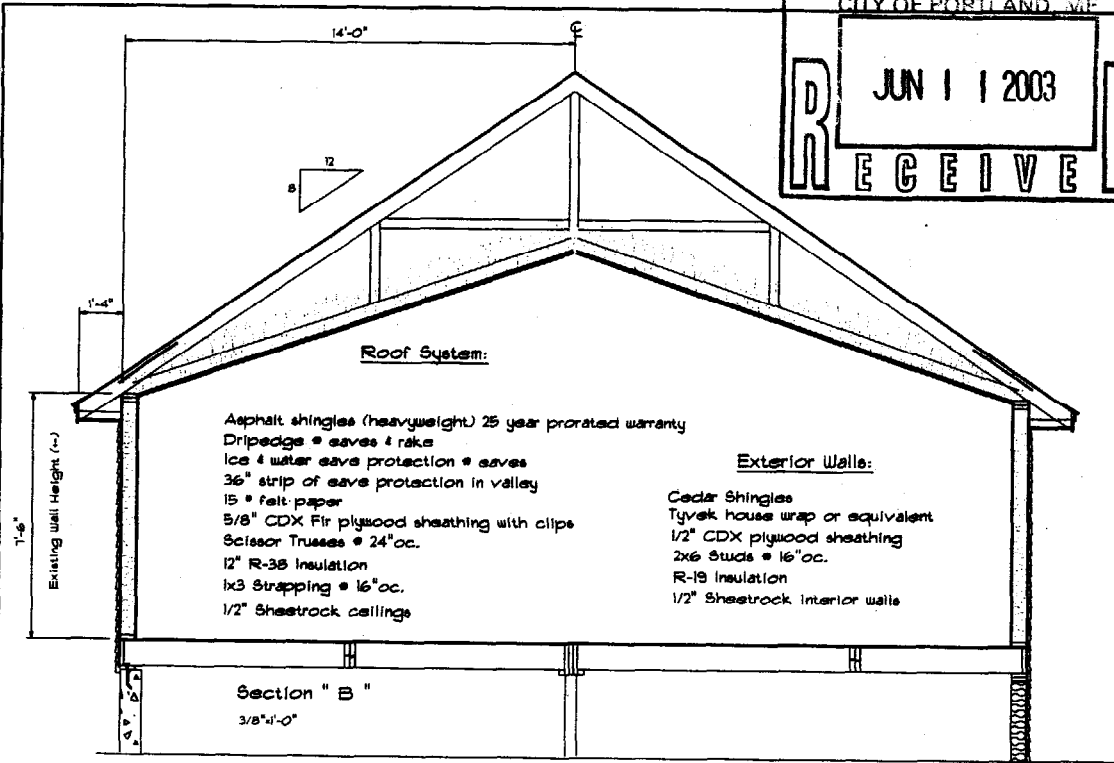 CITY OF PORTLAND, ME
JUN 11 2003
RECEIVE
14'-0"
12
8
1'-4"
7'-6"
Existing Wall Height (+-)
Roof System:
Asphalt shingles (heavyweight) 25 year prorated warranty
Dripedge @ eaves & rake
Ice & water eave protection @ eaves
36" strip of eave protection in valley
15 # felt paper
5/8" CDX Fir plywood sheathing with clips
Scissor Trusses @ 24"oc.
12" R-38 Insulation
1x3 Strapping @ 16"oc.
1/2" Sheetrock ceilings
Exterior Walls:
Cedar Shingles
Tyvek house wrap or equivalent
1/2" CDX plywood sheathing
2x6 Studs @ 16"oc.
R-19 Insulation
1/2" Sheetrock interior walls
Section " B "
3/8"=1'-0"